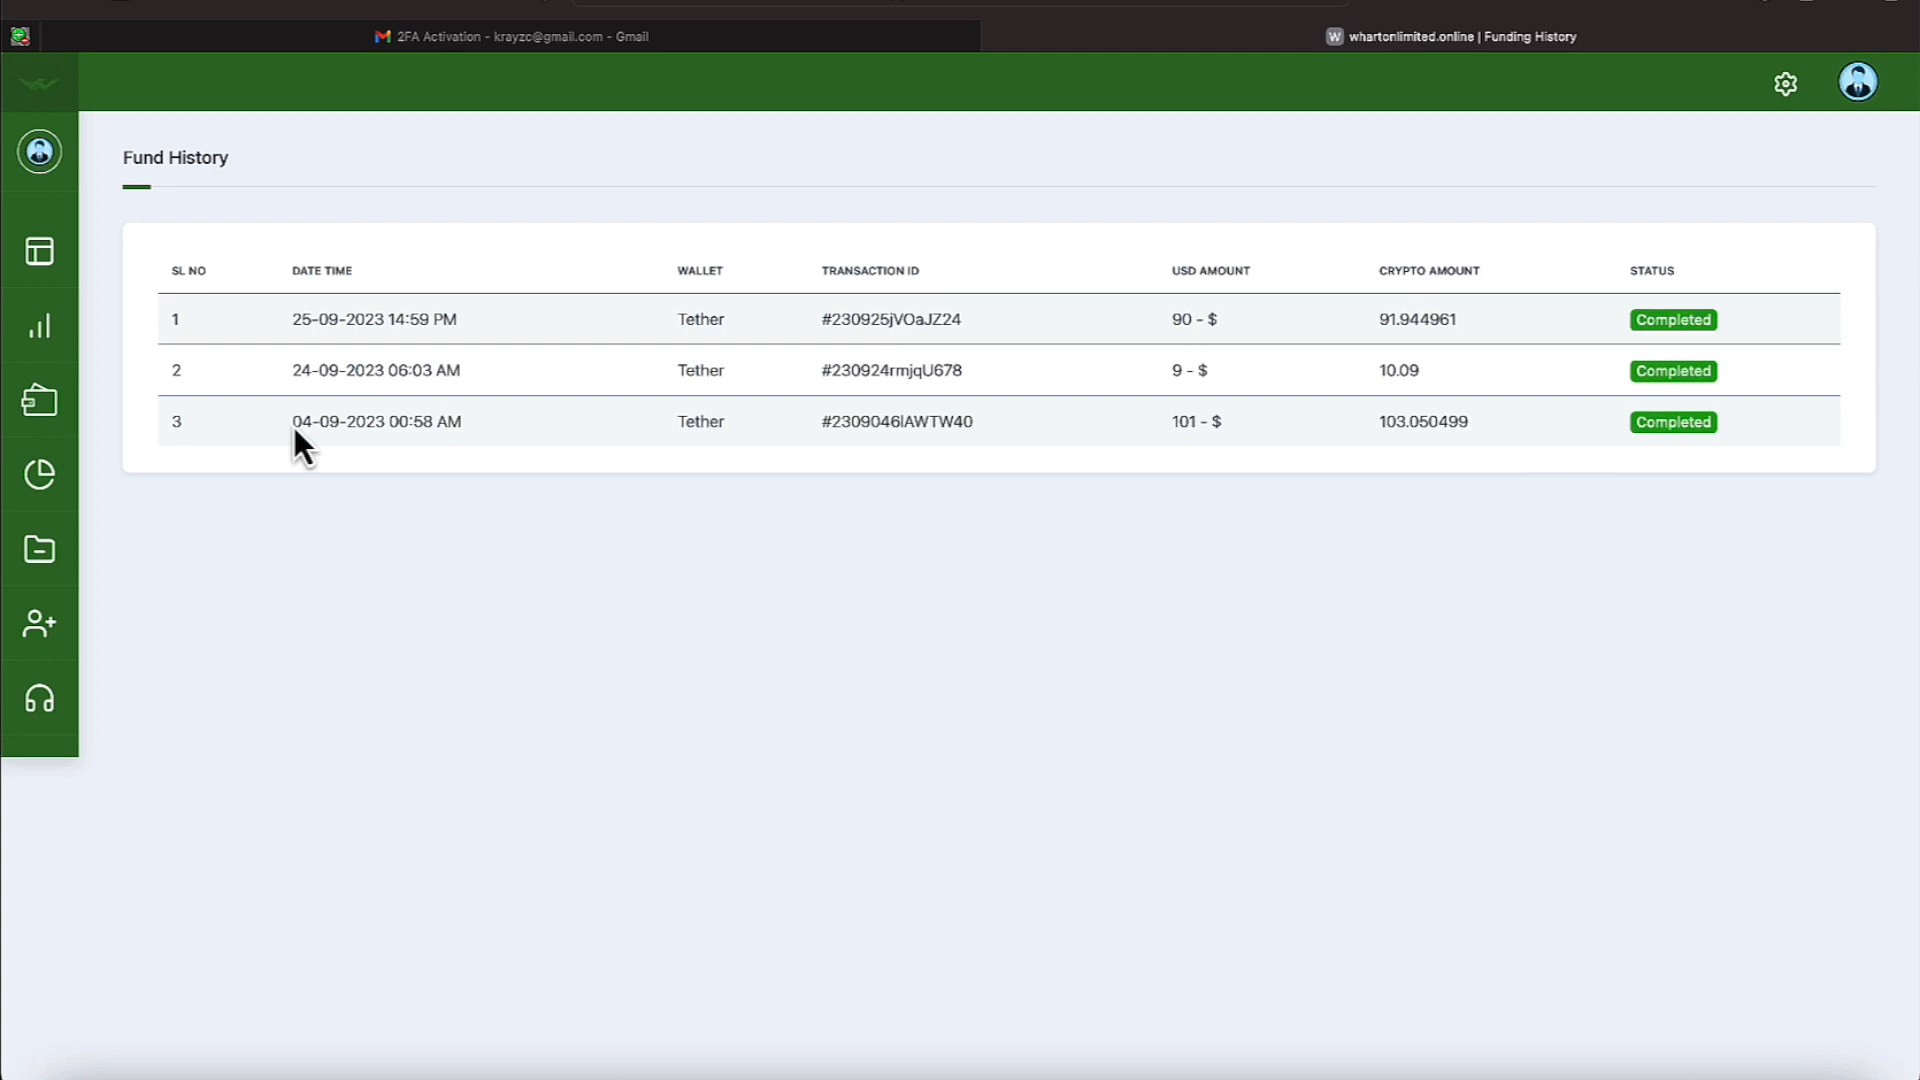 2FA Activation - krayzc@gmail.com - Gmail
W whartonlimited.online | Funding History
Fund History
SL NO DATE TIME WALLET TRANSACTION ID USD AMOUNT CRYPTO AMOUNT STATUS
1 25-09-2023 14:59 PM Tether #230925jVOaJZ24 90 - $ 91.944961 Completed
2 24-09-2023 06:03 AM Tether #230924rmjqU678 9 - $ 10.09 Completed
3 04-09-2023 00:58 AM Tether #2309046lAWTW40 101 - $ 103.050499 Completed